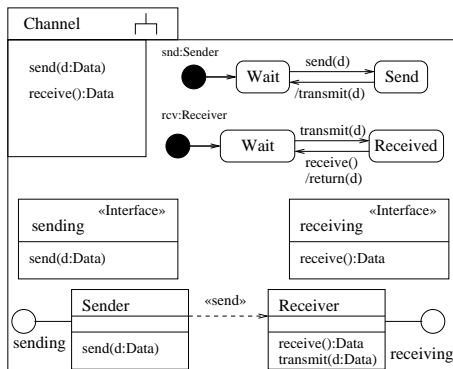 Channel
send(d:Data)
receive():Data
snd:Sender
Wait
send(d)
/transmit(d)
Send
rcv:Receiver
Wait
transmit(d)
receive()
/return(d)
Received
«Interface»
sending
send(d:Data)
«Interface»
receiving
receive():Data
sending
Sender
send(d:Data)
«send»
Receiver
receive():Data
transmit(d:Data)
receiving